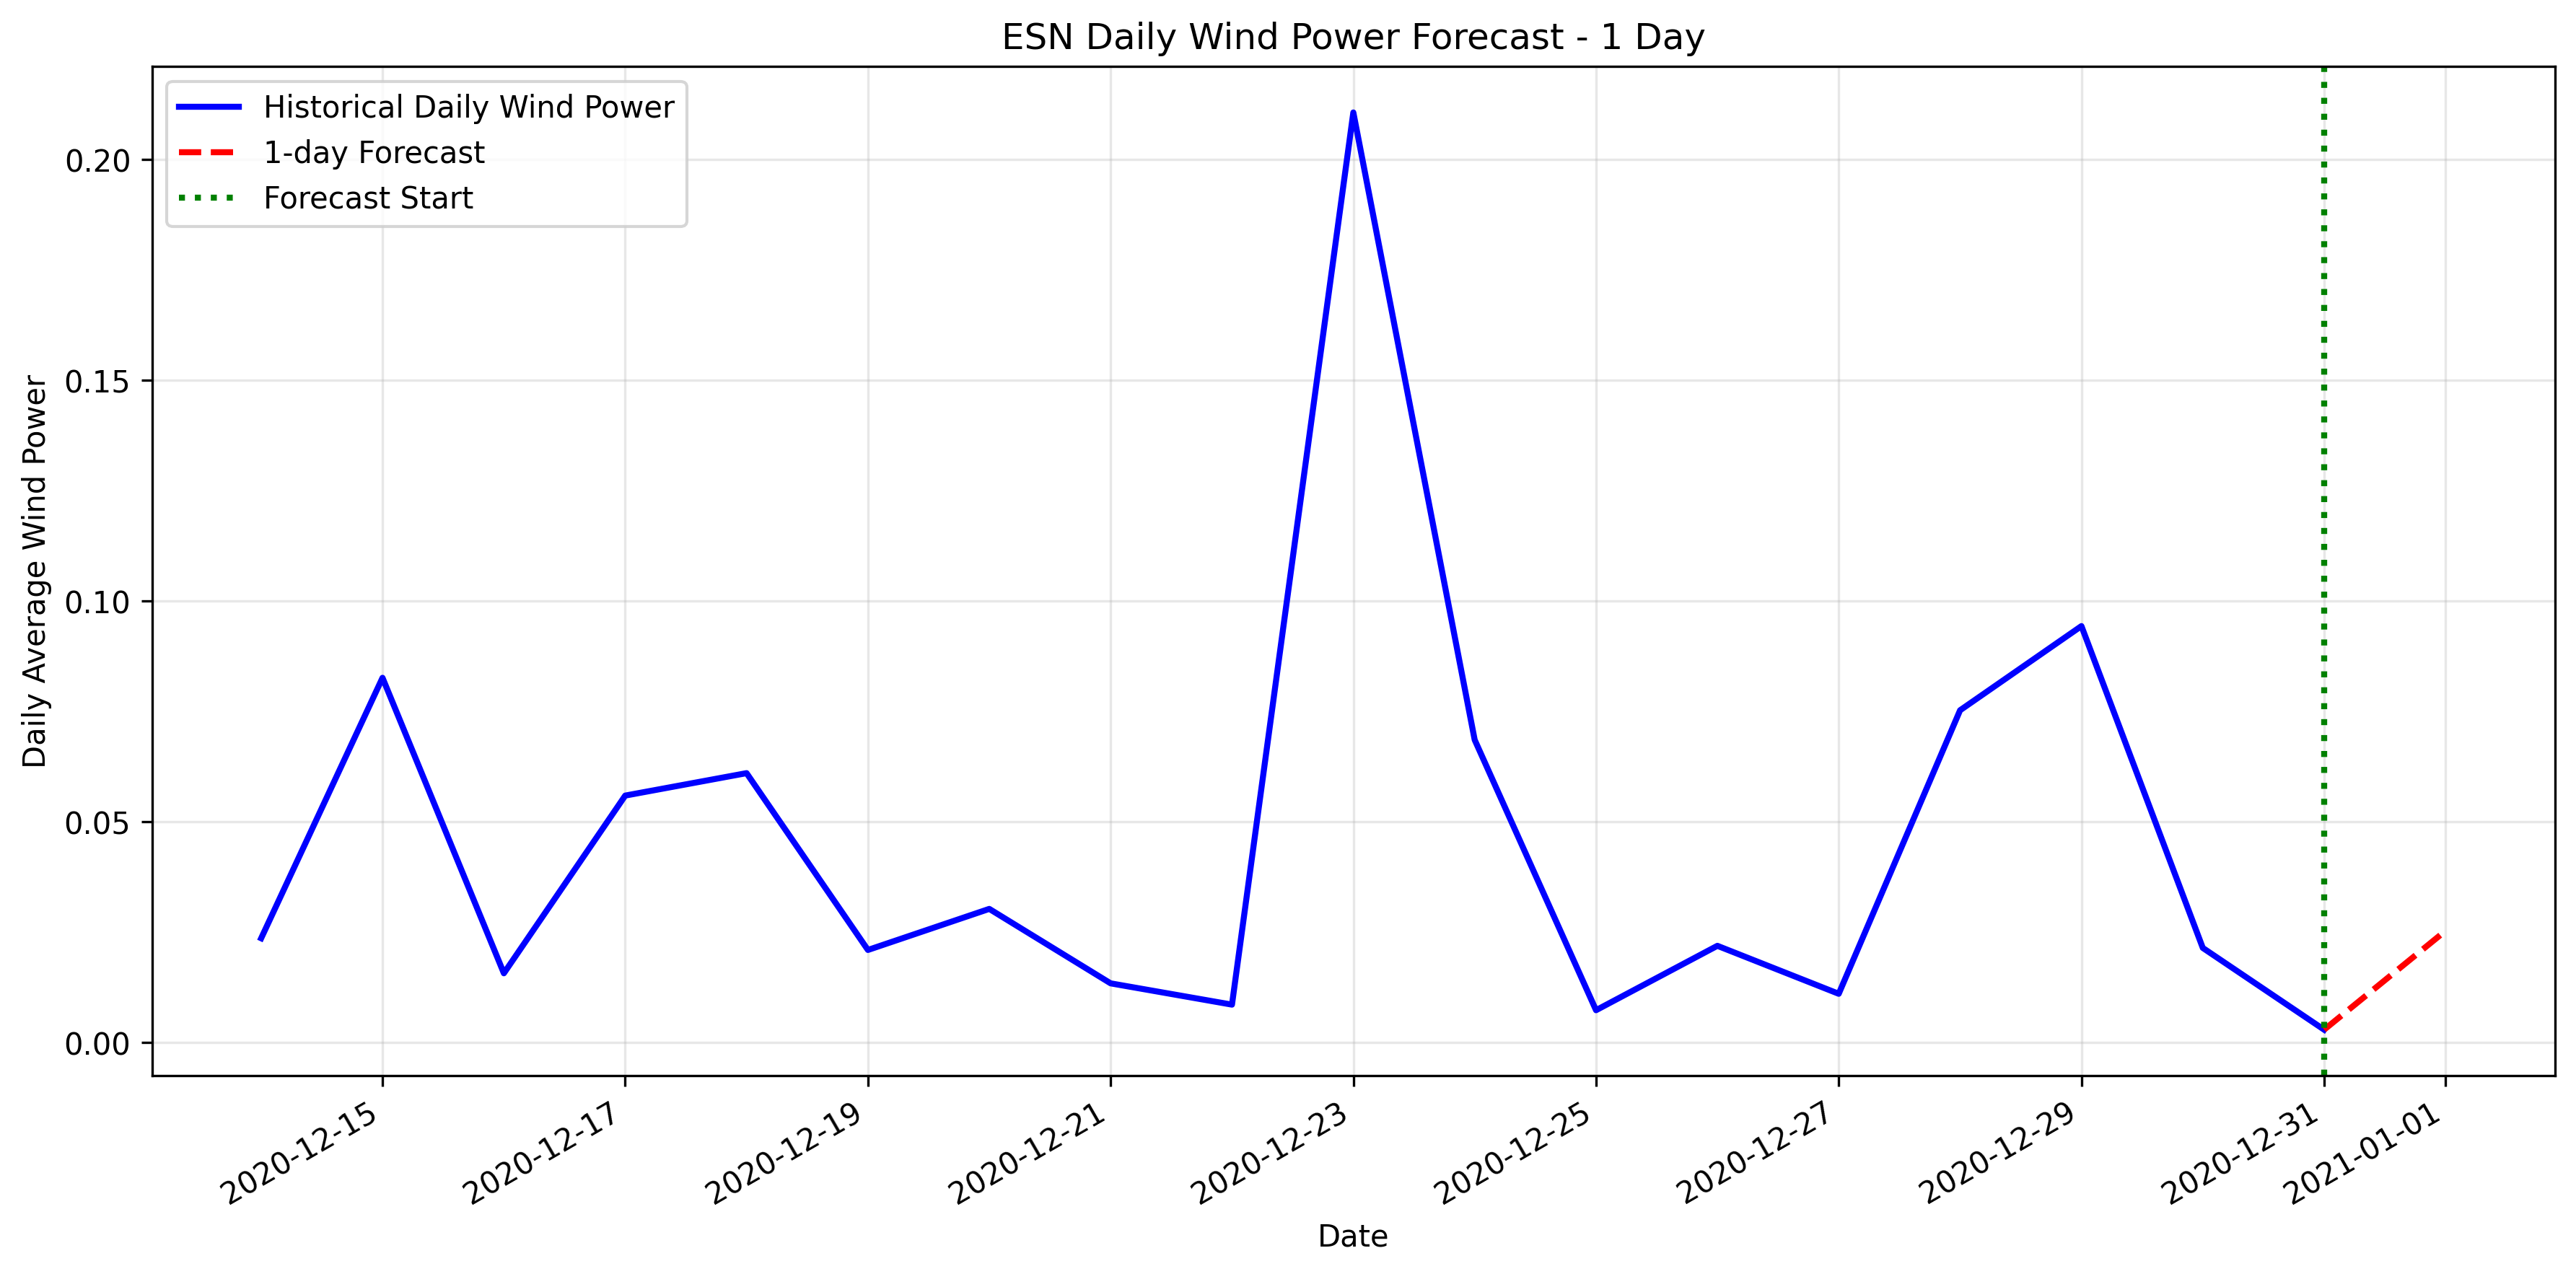 ESN Daily Wind Power Forecast - 1 Day
Historical Daily Wind Power
1-day Forecast
Forecast Start
Daily Average Wind Power
0.20
0.15
0.10
0.05
0.00
2020-12-15
2020-12-17
2020-12-19
2020-12-21
2020-12-23
2020-12-25
2020-12-27
2020-12-29
2020-12-31
2021-01-01
Date